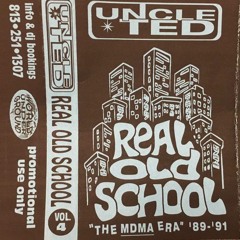 info & dj bookings
813•251•1307
promotional
use only
UNCLE
TED
REAL OLD SCHOOL
VOL
4
UNCLE
TED
REAL
OLD
SCHOOL
"THE MDMA ERA" '89-'91